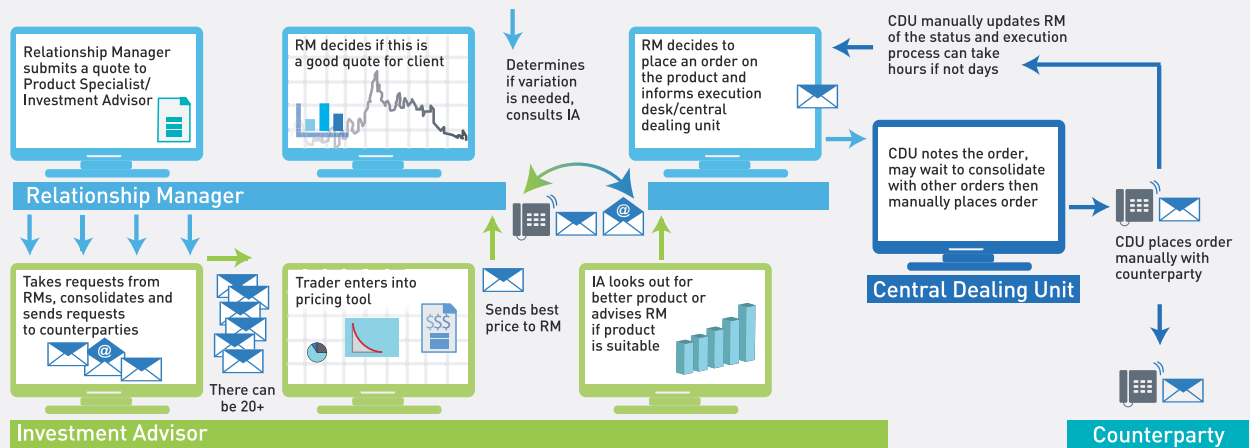 Relationship Manager
submits a quote to
Product Specialist/
Investment Advisor
RM decides if this is
a good quote for client
Determines
if variation
is needed,
consults IA
RM decides to
place an order on
the product and
informs execution
desk/central
dealing unit
CDU manually updates RM
of the status and execution
process can take
hours if not days
CDU notes the order,
may wait to consolidate
with other orders then
manually places order
Relationship Manager
@
CDU places order
manually with
counterparty
Central Dealing Unit
Takes requests from
RMs, consolidates and
sends requests
to counterparties
@
There can
be 20+
Trader enters into
pricing tool
$$$
Sends best
price to RM
IA looks out for
better product or
advises RM
if product
is suitable
Investment Advisor
Counterparty